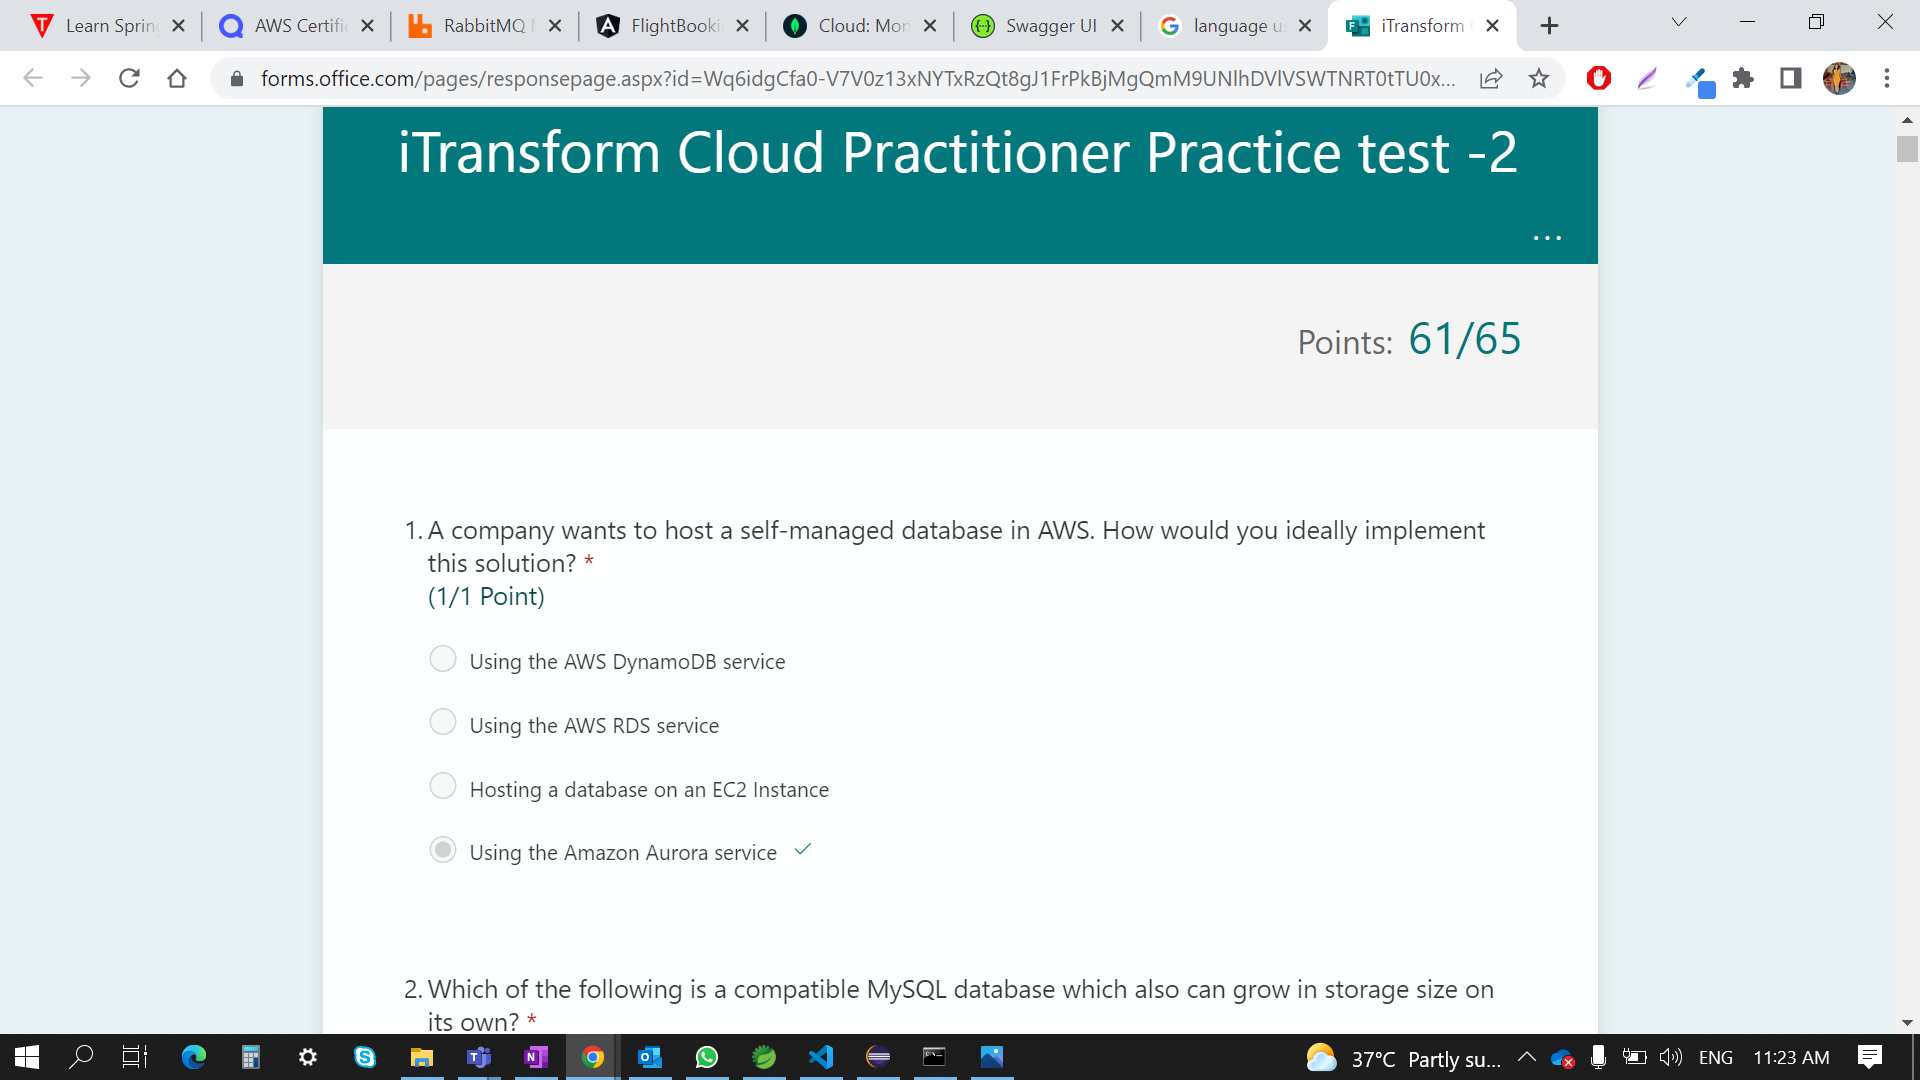 Learn Spring
AWS Certifi
RabbitMQ
FlightBooki
Cloud: Mon
Swagger UI
language u
iTransform
forms.office.com/pages/responsepage.aspx?id=Wq6idgCfa0-V7V0z13xNYTxRzQt8gJ1FrPkBjMgQmM9UNlhDVlVSWTNRT0tTU0x...
iTransform Cloud Practitioner Practice test -2
...
Points: 61/65
1. A company wants to host a self-managed database in AWS. How would you ideally implement
this solution? *
(1/1 Point)
Using the AWS DynamoDB service
Using the AWS RDS service
Hosting a database on an EC2 Instance
Using the Amazon Aurora service
2. Which of the following is a compatible MySQL database which also can grow in storage size on
its own? *
37°C Partly su...
ENG
11:23 AM